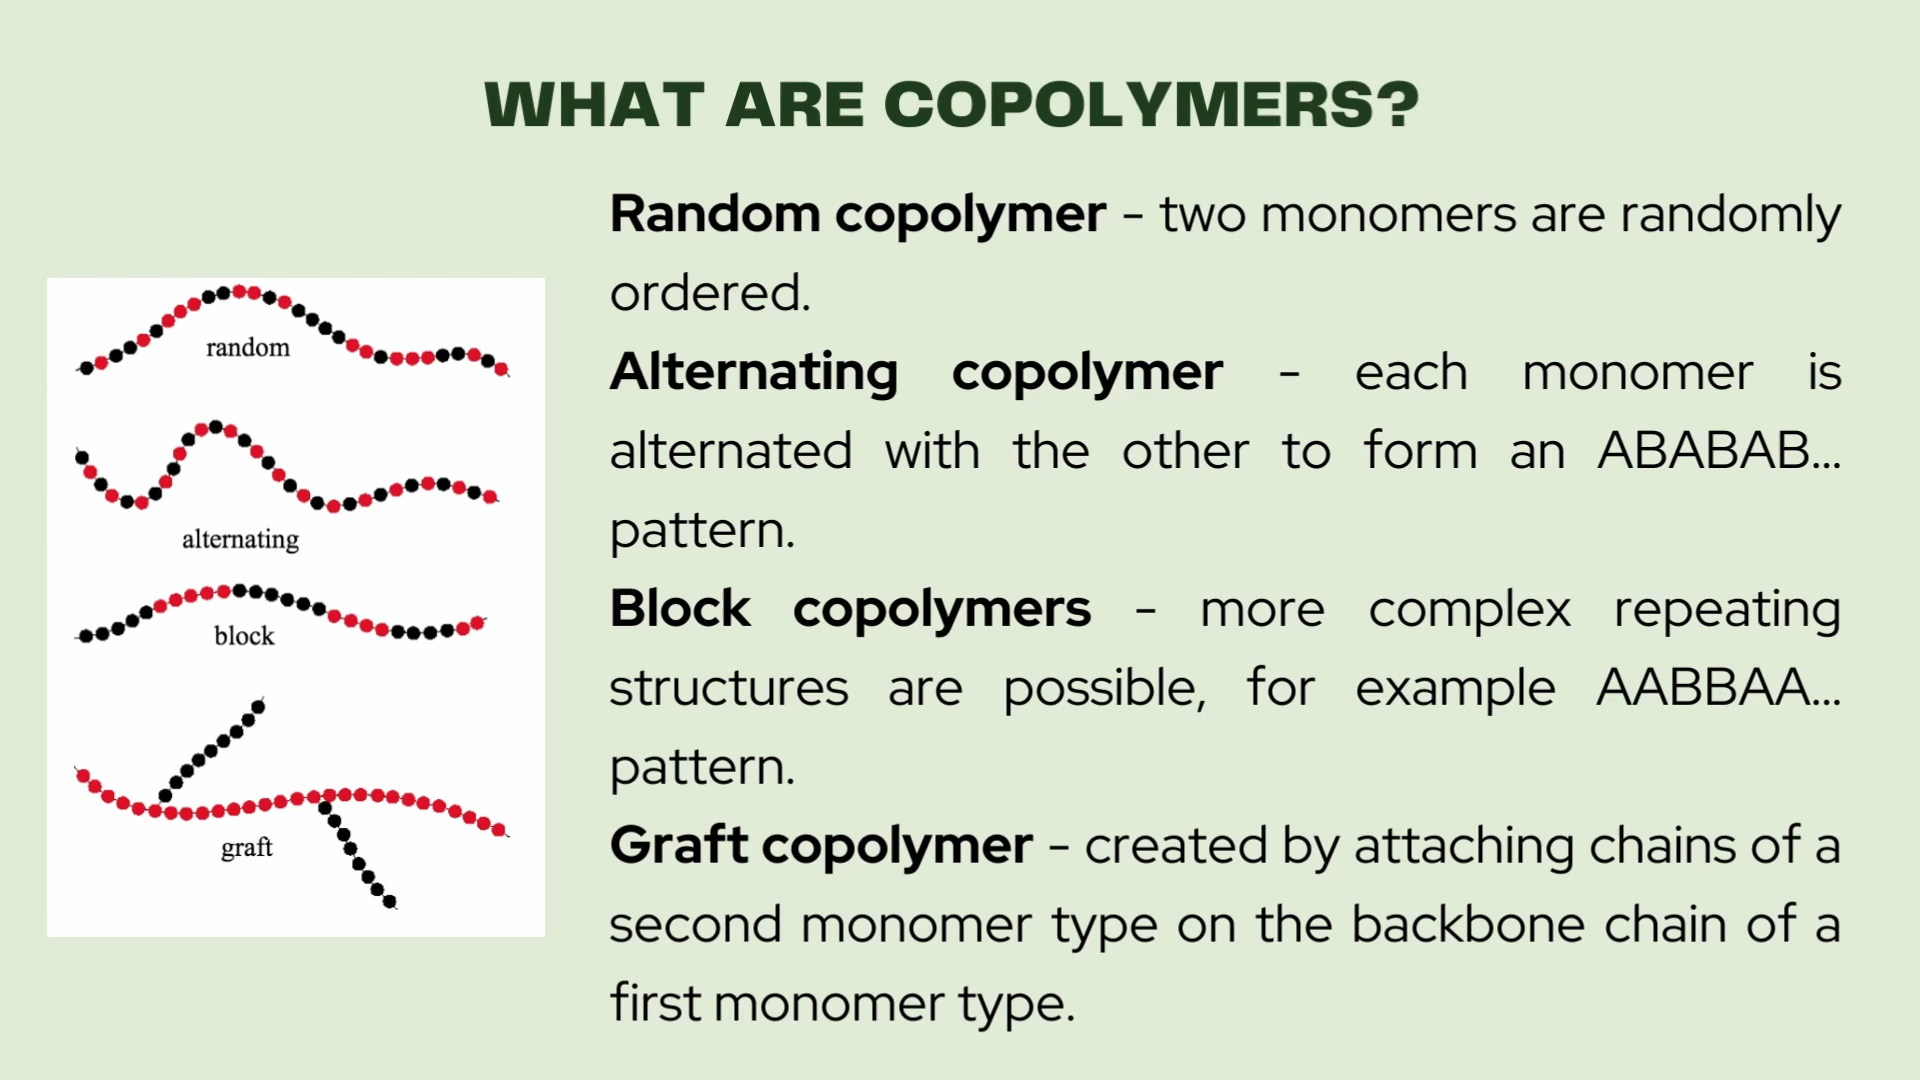 WHAT ARE COPOLYMERS?
random
alternating
block
graft
Random copolymer - two monomers are randomly
ordered.
Alternating copolymer - each monomer is
alternated with the other to form an ABABAB...
pattern.
Block copolymers - more complex repeating
structures are possible, for example AABBAA...
pattern.
Graft copolymer - created by attaching chains of a
second monomer type on the backbone chain of a
first monomer type.